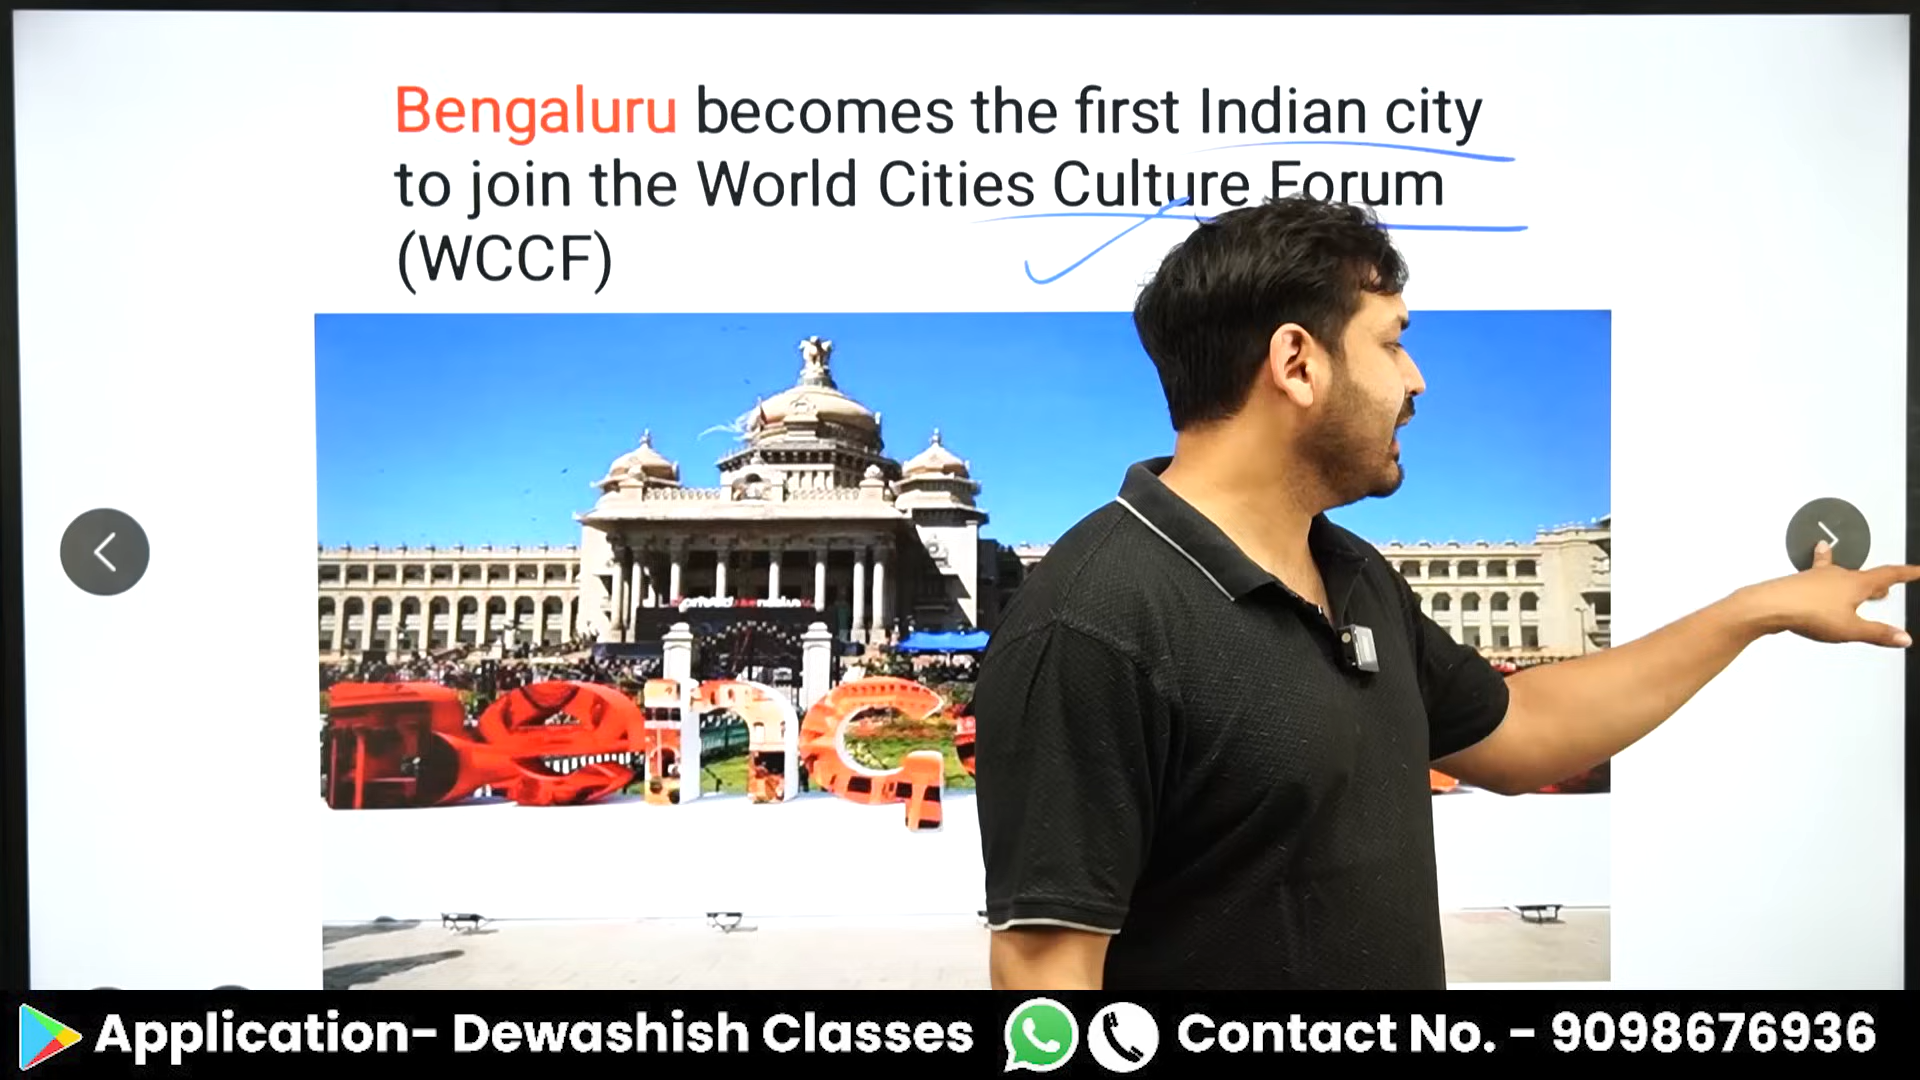 Bengaluru becomes the first Indian city
to join the World Cities Culture Forum
(WCCF)
Application- Dewashish Classes
Contact No. - 9098676936